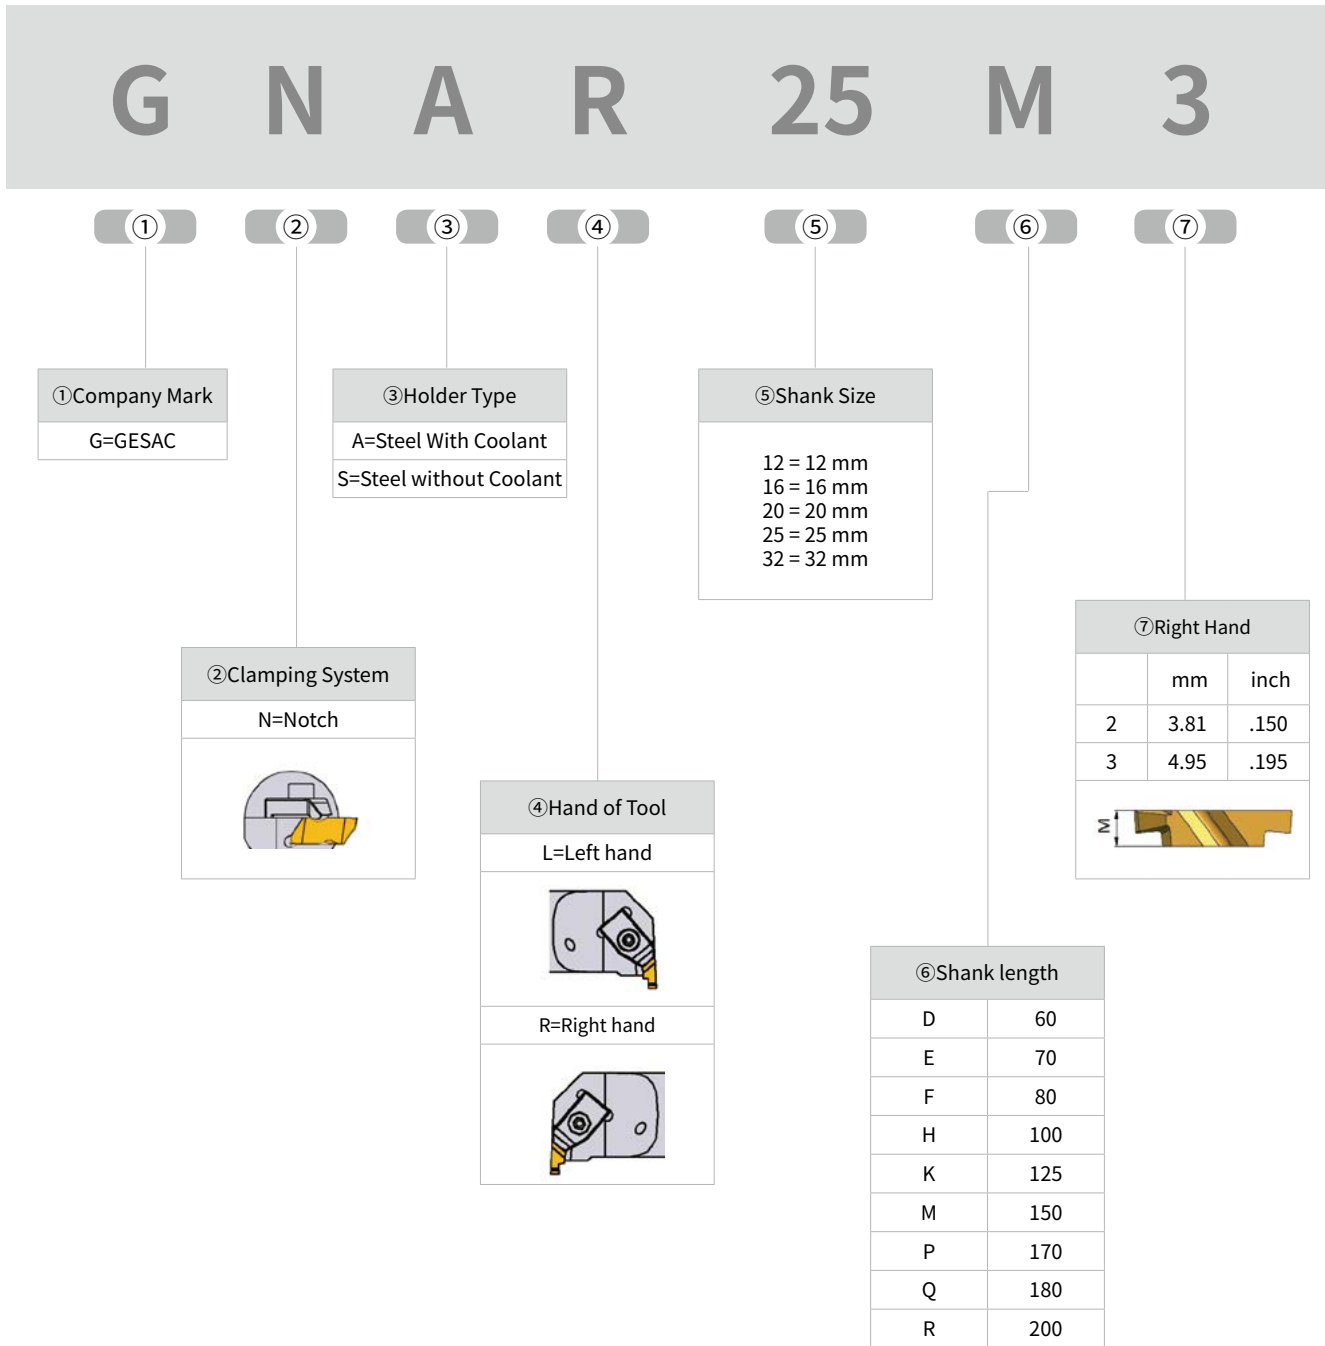 G N A R 25 M 3
① ② ③ ④ ⑤ ⑥ ⑦
①Company Mark
G=GESAC
③Holder Type
A=Steel With Coolant
S=Steel without Coolant
⑤Shank Size
12 = 12 mm
16 = 16 mm
20 = 20 mm
25 = 25 mm
32 = 32 mm
②Clamping System
N=Notch
④Hand of Tool
L=Left hand
R=Right hand
⑦Right Hand
mm inch
2 3.81 .150
3 4.95 .195
M
⑥Shank length
D 60
E 70
F 80
H 100
K 125
M 150
P 170
Q 180
R 200